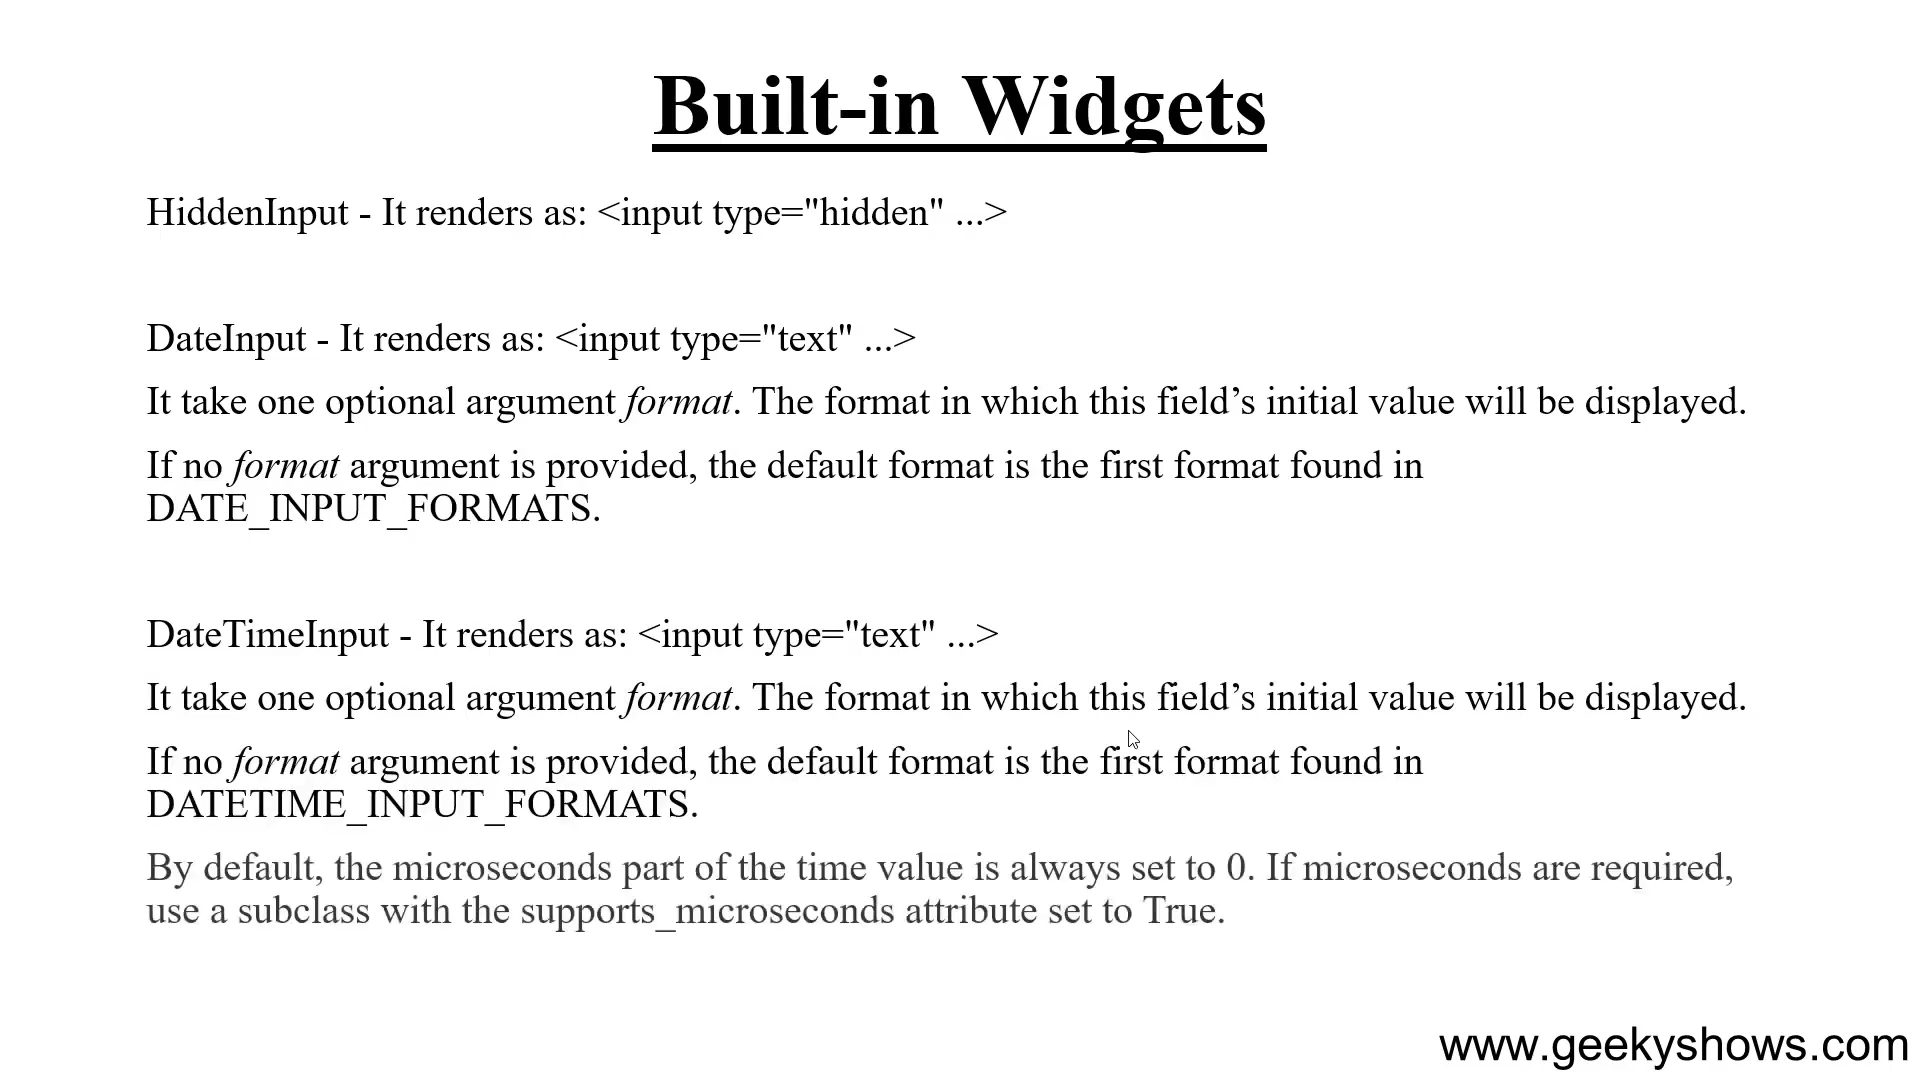 Built-in Widgets
HiddenInput - It renders as: <input type="hidden" ...>
DateInput - It renders as: <input type="text" ...>
It take one optional argument format. The format in which this field’s initial value will be displayed.
If no format argument is provided, the default format is the first format found in
DATE_INPUT_FORMATS.
DateTimeInput - It renders as: <input type="text" ...>
It take one optional argument format. The format in which this field’s initial value will be displayed.
If no format argument is provided, the default format is the first format found in
DATETIME_INPUT_FORMATS.
By default, the microseconds part of the time value is always set to 0. If microseconds are required,
use a subclass with the supports_microseconds attribute set to True.
www.geekyshows.com